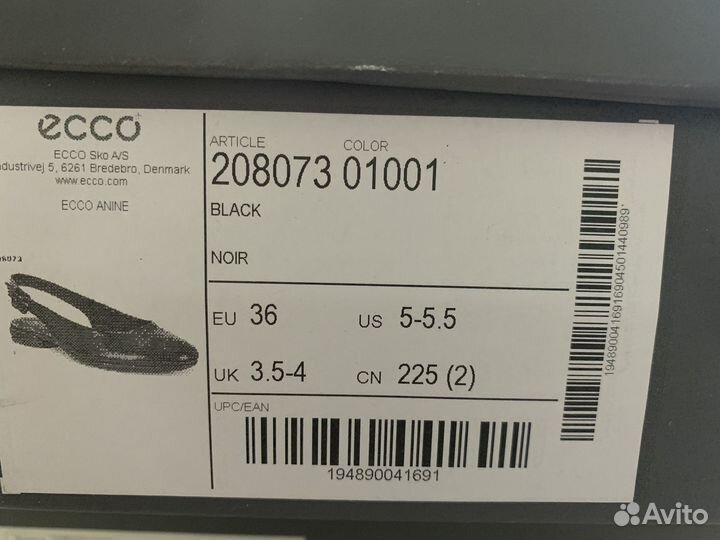 ecco
ECCO Sko A/S
ndustrivej 5, 6261 Bredebro, Denmark
www.ecco.com
ECCO ANINE
ARTICLE COLOR
208073 01001
BLACK
NOIR
EU 36 US 5-5.5
UK 3.5-4 CN 225 (2)
UPC/EAN
194890041691
1948900416916904501440989
Avito